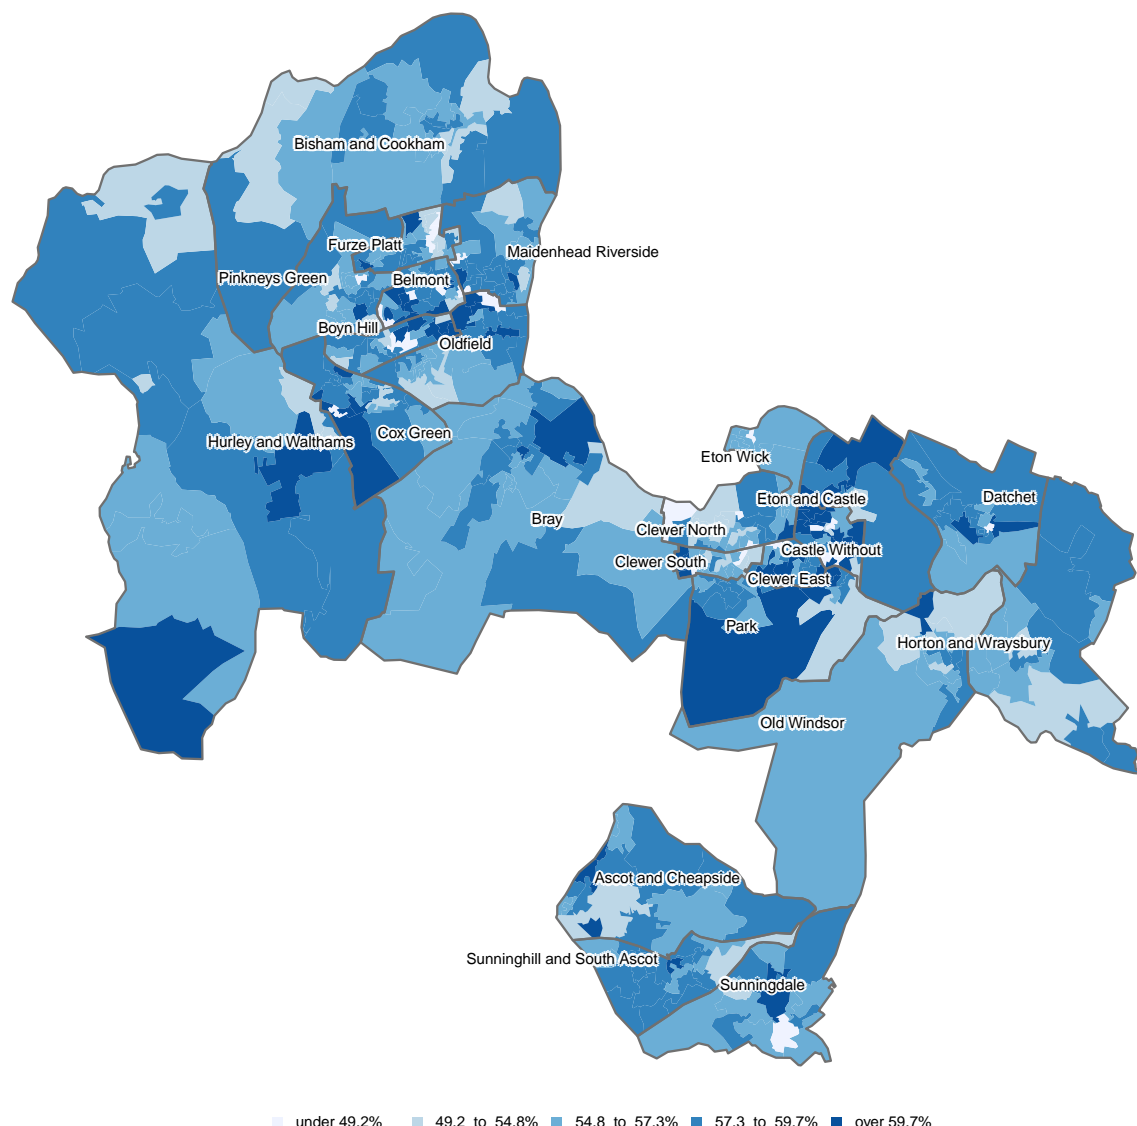 Bisham and Cookham
Furze Platt
Maidenhead Riverside
Pinkneys Green
Belmont
Boyn Hill
Oldfield
Cox Green
Hurley and Walthams
Eton Wick
Bray
Eton and Castle
Datchet
Clewer North
Castle Without
Clewer South
Clewer East
Park
Horton and Wraysbury
Old Windsor
Ascot and Cheapside
Sunninghill and South Ascot
Sunningdale
under 49.2% 49.2 to 54.8% 54.8 to 57.3% 57.3 to 59.7% over 59.7%